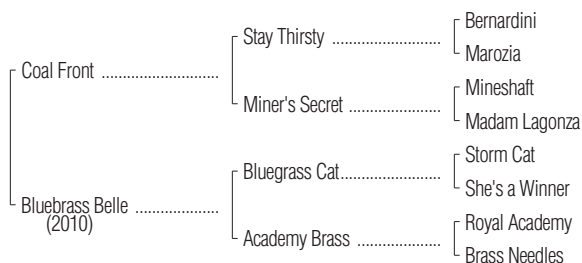 Bernardini
Stay Thirsty
Marozia
Coal Front
Mineshaft
Miner's Secret
Madam Lagonza
Storm Cat
Bluegrass Cat
She's a Winner
Bluebrass Belle
(2010)
Royal Academy
Academy Brass
Brass Needles